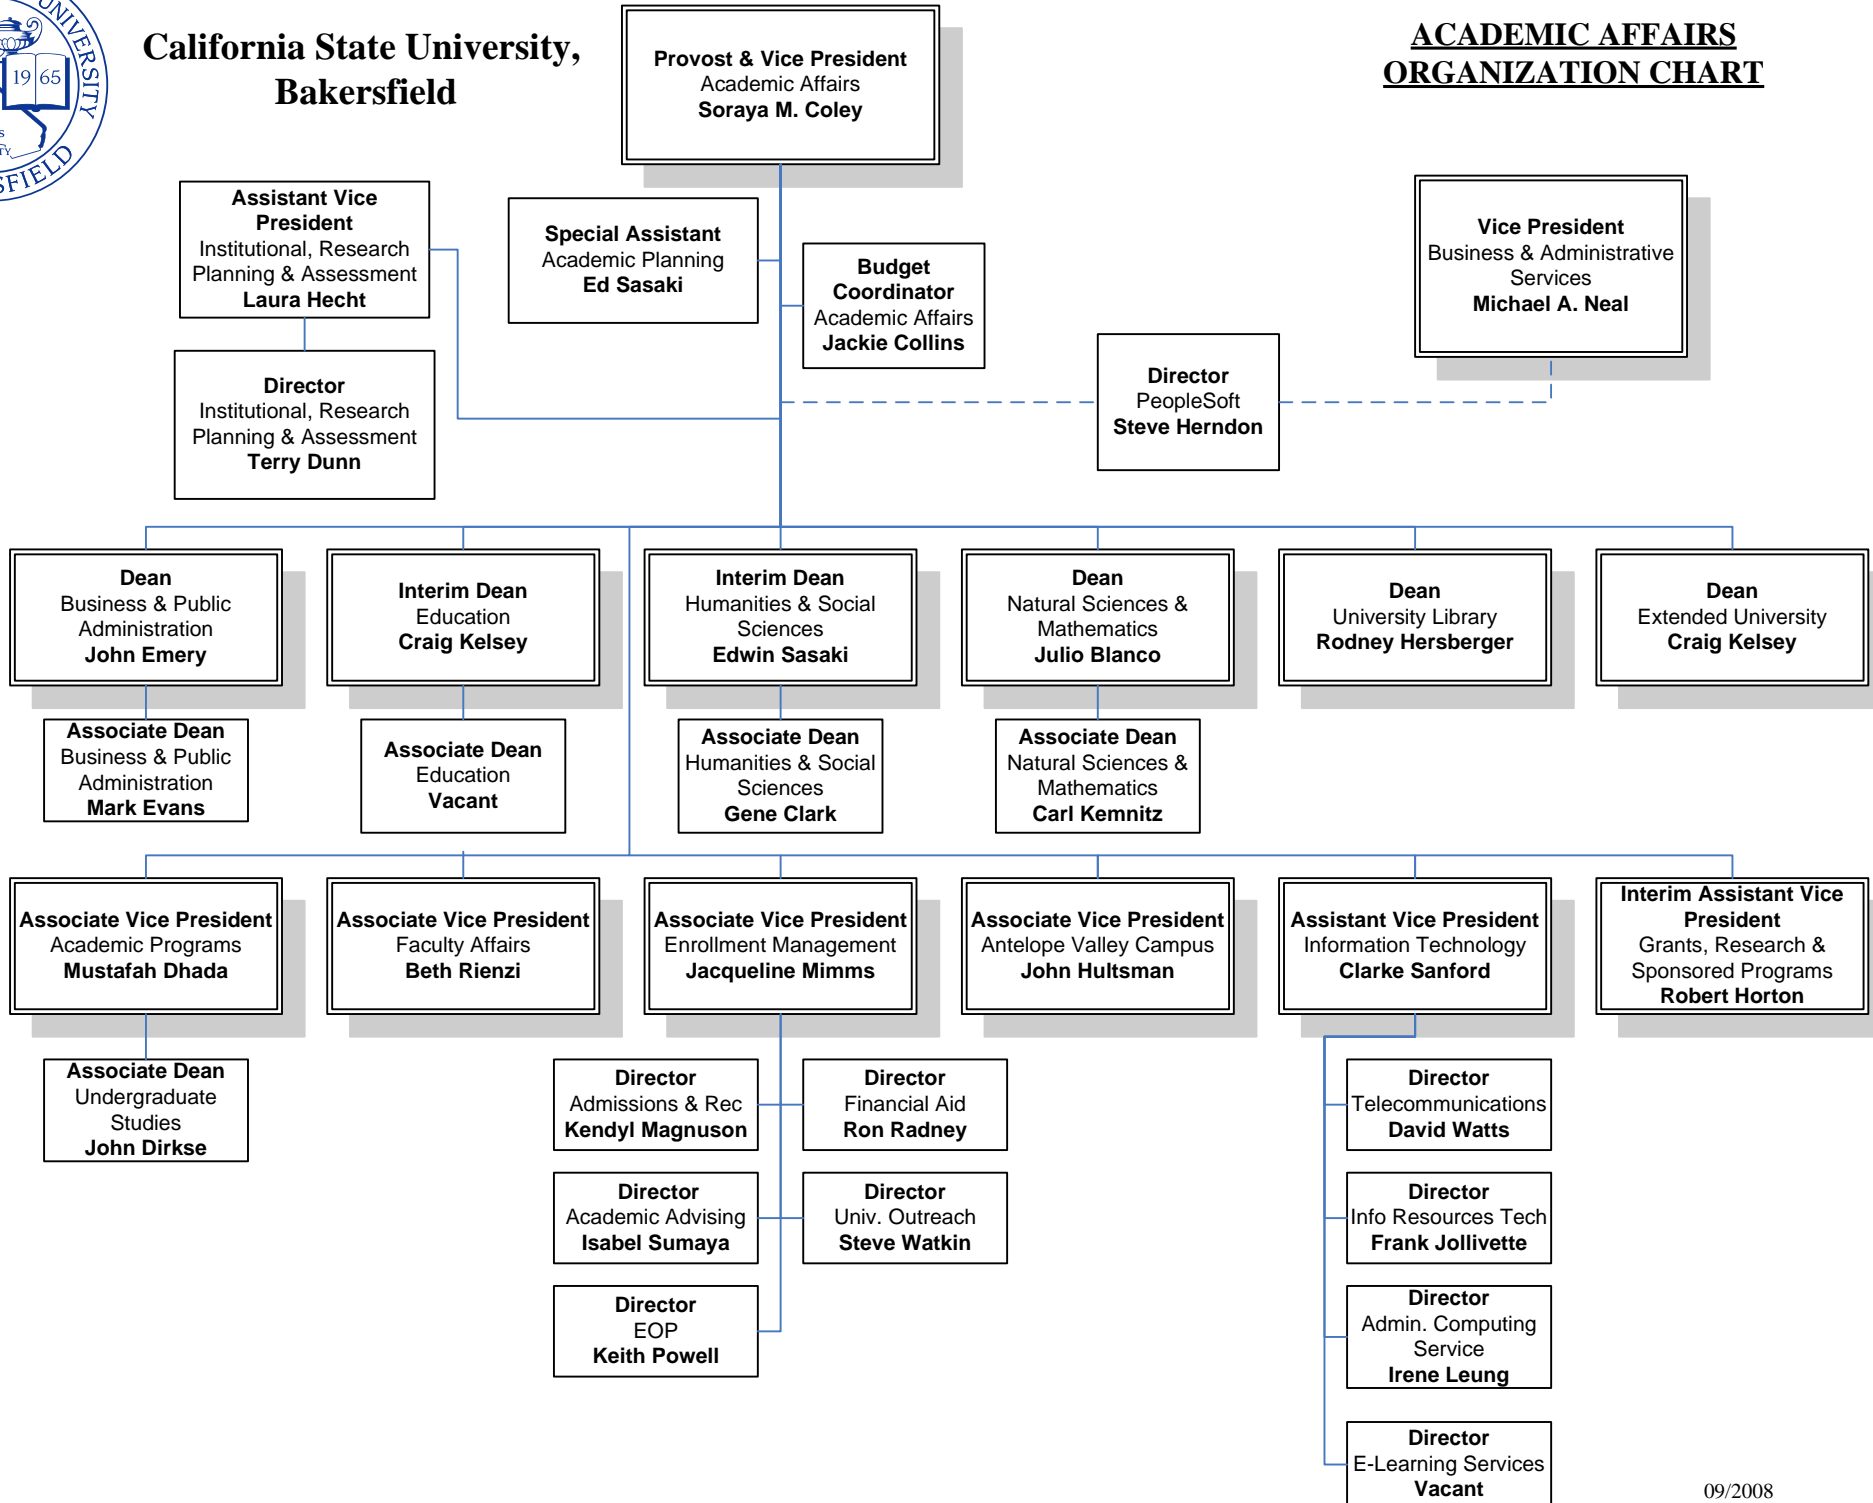 UNIVERSITY
19 65
SFIELD
California State University,
Bakersfield
Provost & Vice President
Academic Affairs
Soraya M. Coley
ACADEMIC AFFAIRS
ORGANIZATION CHART
Assistant Vice
President
Institutional, Research
Planning & Assessment
Laura Hecht
Special Assistant
Academic Planning
Ed Sasaki
Budget
Coordinator
Academic Affairs
Jackie Collins
Vice President
Business & Administrative
Services
Michael A. Neal
Director
Institutional, Research
Planning & Assessment
Terry Dunn
Director
PeopleSoft
Steve Herndon
Dean
Business & Public
Administration
John Emery
Interim Dean
Education
Craig Kelsey
Interim Dean
Humanities & Social
Sciences
Edwin Sasaki
Dean
Natural Sciences &
Mathematics
Julio Blanco
Dean
University Library
Rodney Hersberger
Dean
Extended University
Craig Kelsey
Associate Dean
Business & Public
Administration
Mark Evans
Associate Dean
Education
Vacant
Associate Dean
Humanities & Social
Sciences
Gene Clark
Associate Dean
Natural Sciences &
Mathematics
Carl Kemnitz
Associate Vice President
Academic Programs
Mustafah Dhada
Associate Vice President
Faculty Affairs
Beth Rienzi
Associate Vice President
Enrollment Management
Jacqueline Mimms
Associate Vice President
Antelope Valley Campus
John Hultsman
Assistant Vice President
Information Technology
Clarke Sanford
Interim Assistant Vice
President
Grants, Research &
Sponsored Programs
Robert Horton
Associate Dean
Undergraduate
Studies
John Dirkse
Director
Admissions & Rec
Kendyl Magnuson
Director
Financial Aid
Ron Radney
Director
Telecommunications
David Watts
Director
Academic Advising
Isabel Sumaya
Director
Univ. Outreach
Steve Watkin
Director
Info Resources Tech
Frank Jollivette
Director
EOP
Keith Powell
Director
Admin. Computing
Service
Irene Leung
Director
E-Learning Services
Vacant
09/2008